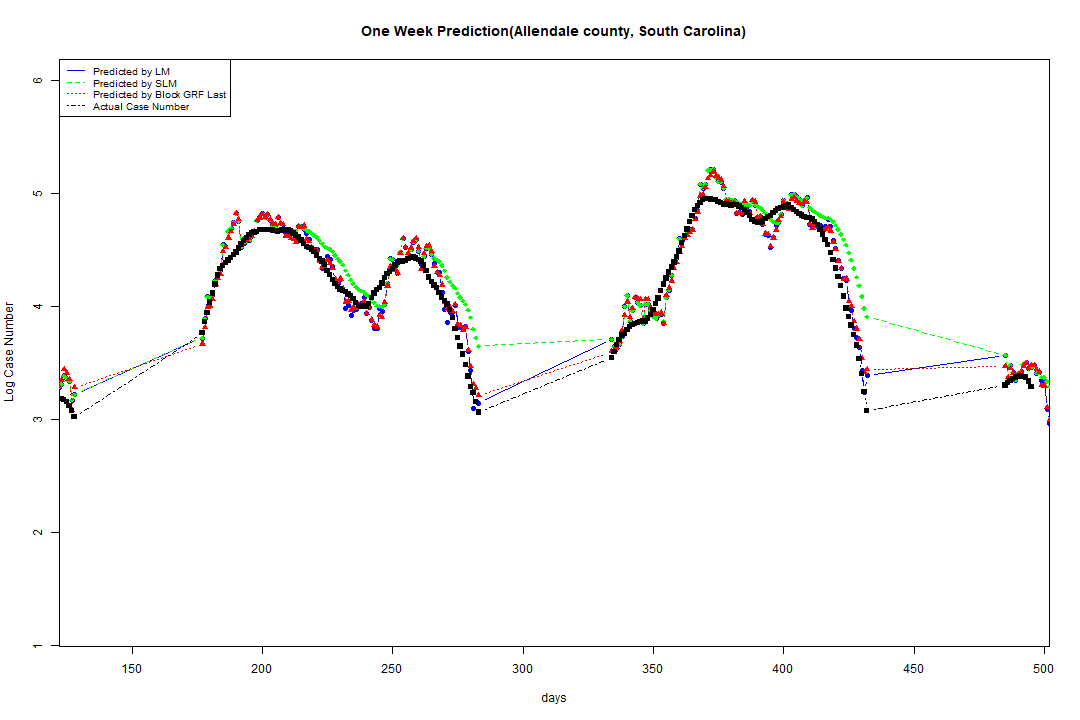 One Week Prediction(Allendale county, South Carolina)
Predicted by LM
Predicted by SLM
Predicted by Block GRF Last
Actual Case Number
6
5
4
3
2
1
Log Case Number
150 200 250 300 350 400 450 500
days